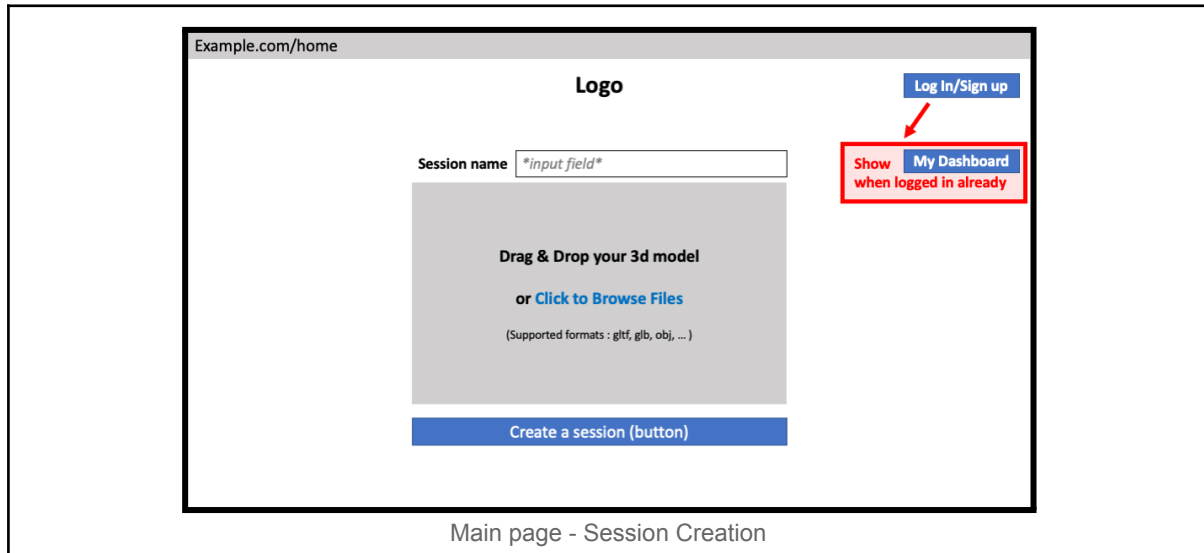 Example.com/home
Logo
Log In/Sign up
Session name *input field*
Show My Dashboard
when logged in already
Drag & Drop your 3d model
or Click to Browse Files
(Supported formats : gltf, glb, obj, ... )
Create a session (button)
Main page - Session Creation